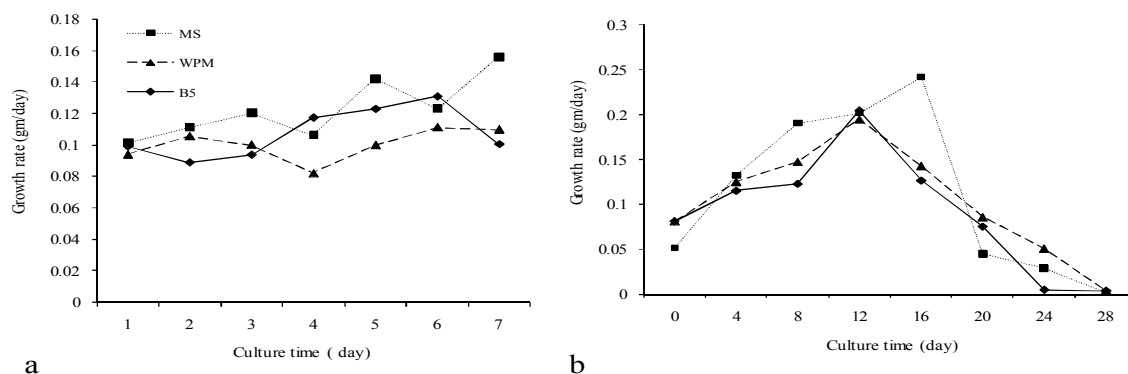 0.18
0.16
0.14
0.12
0.1
0.08
0.06
0.04
0.02
0
Growth rate (gm/day)
MS
WPM
B5
1 2 3 4 5 6 7
Culture time ( day)
a
0.3
0.25
0.2
0.15
0.1
0.05
0
Growth rate (gm/day)
0 4 8 12 16 20 24 28
Culture time (day)
b